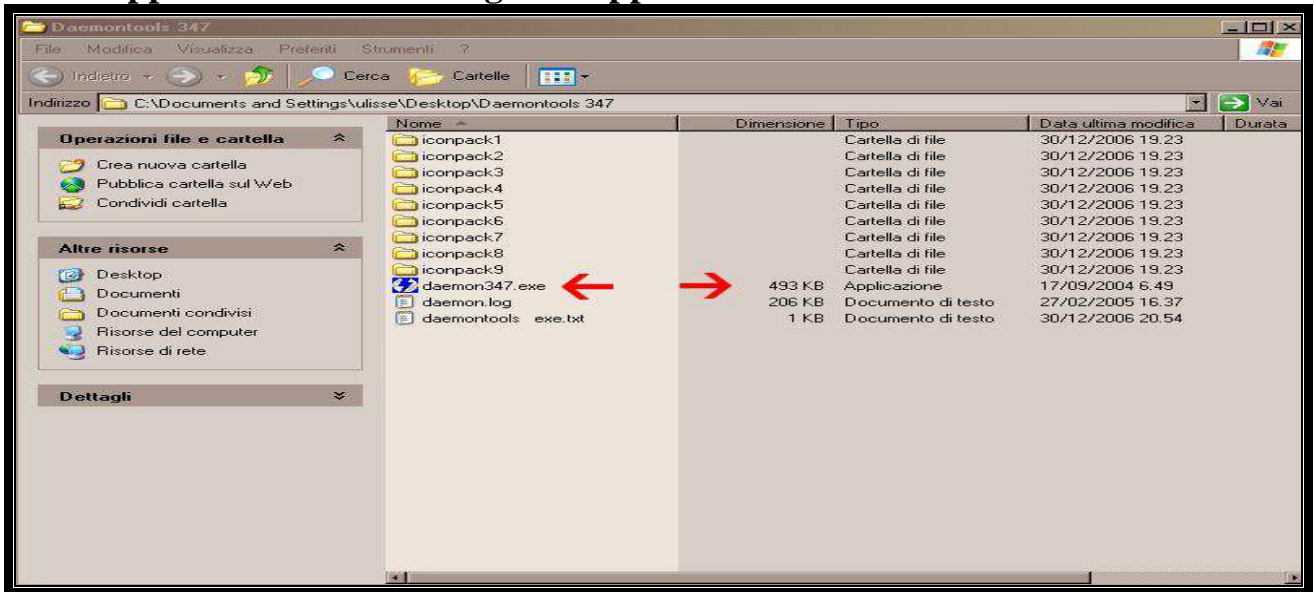 Daemontools 347
File Modifica Visualizza Preferiti Strumenti ?
Indietro Cerca Cartelle
Indirizzo C:\Documents and Settings\ulisse\Desktop\Daemontools 347 Vai
Nome Dimensione Tipo Data ultima modifica Durata
Operazioni file e cartella
Crea nuova cartella
Pubblica cartella sul Web
Condividi cartella
Altre risorse
Desktop
Documenti
Documenti condivisi
Risorse del computer
Risorse di rete
Dettagli
iconpack1 Cartella di file 30/12/2006 19.23
iconpack2 Cartella di file 30/12/2006 19.23
iconpack3 Cartella di file 30/12/2006 19.23
iconpack4 Cartella di file 30/12/2006 19.23
iconpack5 Cartella di file 30/12/2006 19.23
iconpack6 Cartella di file 30/12/2006 19.23
iconpack7 Cartella di file 30/12/2006 19.23
iconpack8 Cartella di file 30/12/2006 19.23
iconpack9 Cartella di file 30/12/2006 19.23
daemon347.exe 493 KB Applicazione 17/09/2004 6.49
daemon.log 206 KB Documento di testo 27/02/2005 16.37
daemontools exe.txt 1 KB Documento di testo 30/12/2006 20.54